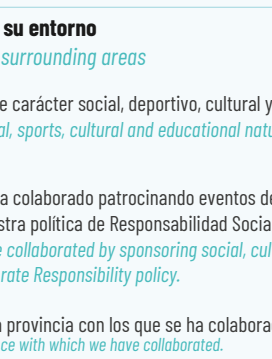 su entorno
surrounding areas
e carácter social, deportivo, cultural y
al, sports, cultural and educational natu
a colaborado patrocinando eventos de
stra política de Responsabilidad Socia
e collaborated by sponsoring social, cul
rate Responsibility policy.
a provincia con los que se ha colabora
ce with which we have collaborated.